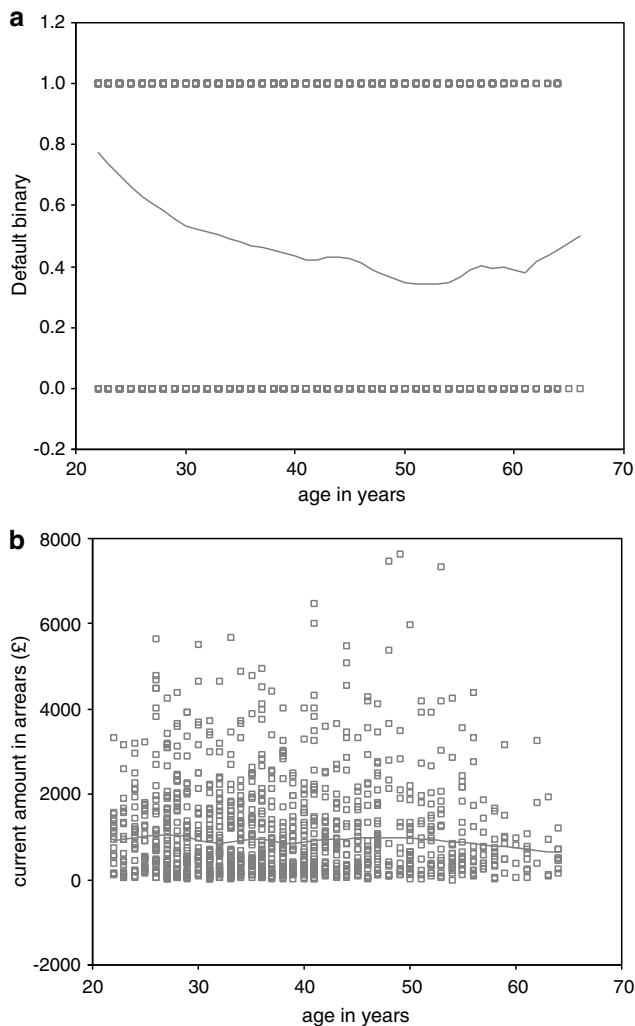 a
1.2
1.0
0.8
0.6
0.4
0.2
0.0
-0.2
Default binary
20 30 40 50 60 70
age in years
b
8000
6000
4000
2000
0
-2000
current amount in arrears (£)
20 30 40 50 60 70
age in years